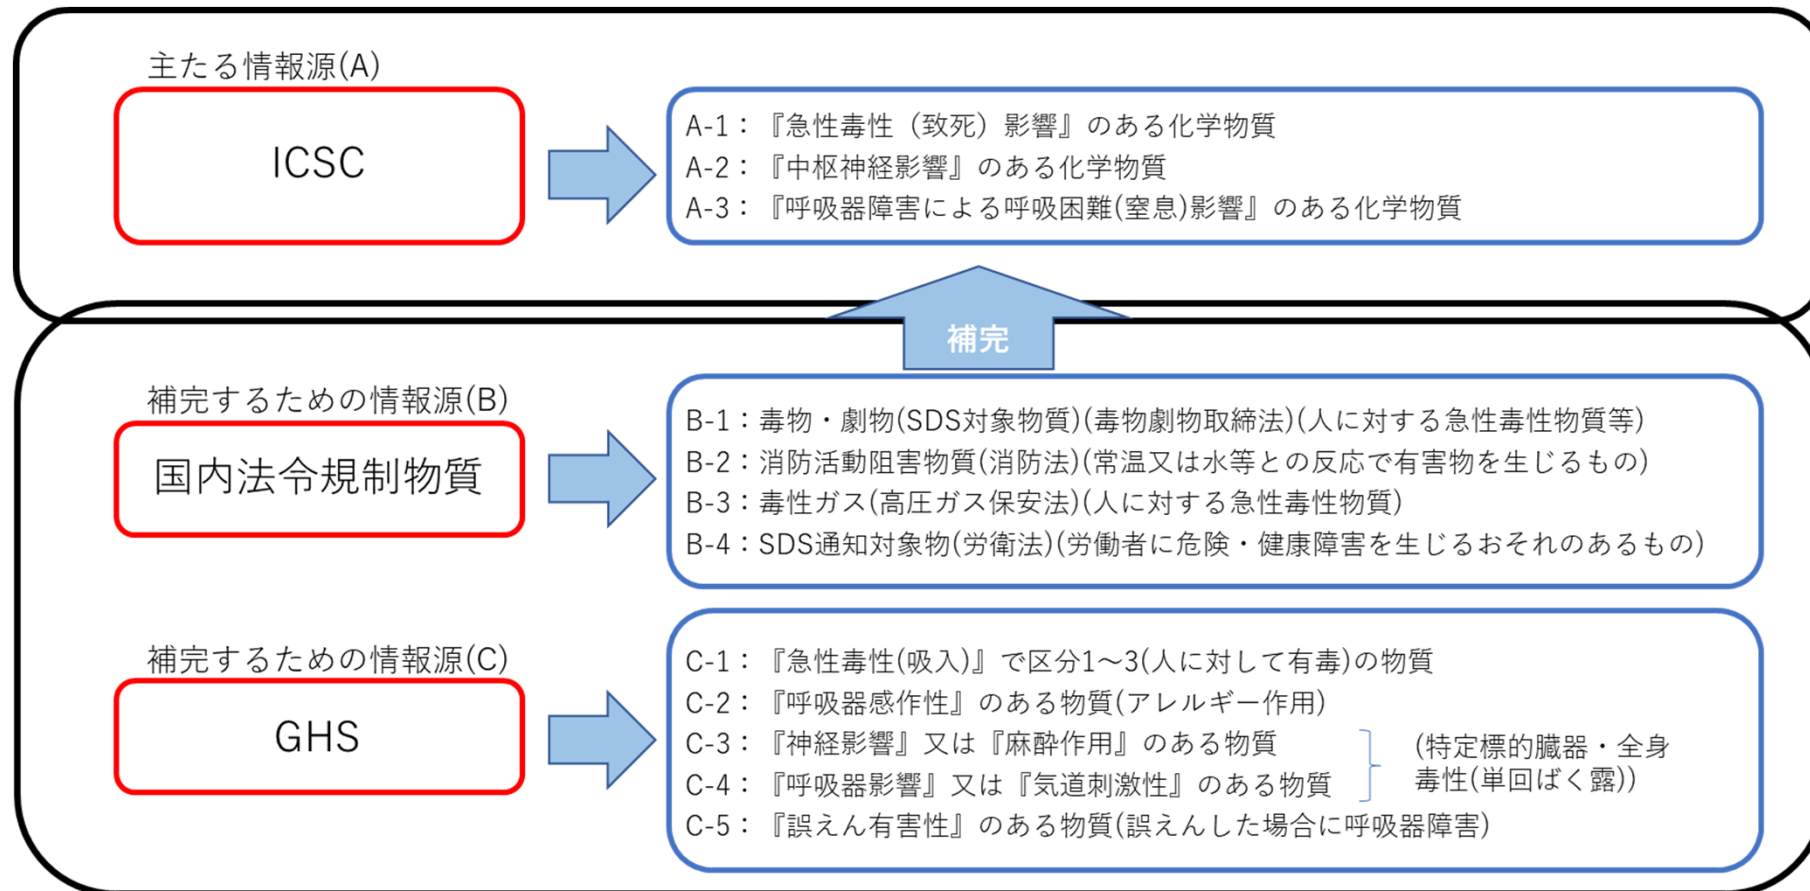 主たる情報源(A)
ICSC
A-1：『急性毒性（致死）影響』のある化学物質
A-2：『中枢神経影響』のある化学物質
A-3：『呼吸器障害による呼吸困難(窒息)影響』のある化学物質
補完
補完するための情報源(B)
国内法令規制物質
B-1：毒物・劇物(SDS対象物質)(毒物劇物取締法)(人に対する急性毒性物質等)
B-2：消防活動阻害物質(消防法)(常温又は水等との反応で有害物を生じるもの)
B-3：毒性ガス(高圧ガス保安法)(人に対する急性毒性物質)
B-4：SDS通知対象物(労衛法)(労働者に危険・健康障害を生じるおそれのあるもの)
補完するための情報源(C)
GHS
C-1：『急性毒性(吸入)』で区分1～3(人に対して有毒)の物質
C-2：『呼吸器感作性』のある物質(アレルギー作用)
C-3：『神経影響』又は『麻酔作用』のある物質
C-4：『呼吸器影響』又は『気道刺激性』のある物質
(特定標的臓器・全身
毒性(単回ばく露))
C-5：『誤えん有害性』のある物質(誤えんした場合に呼吸器障害)